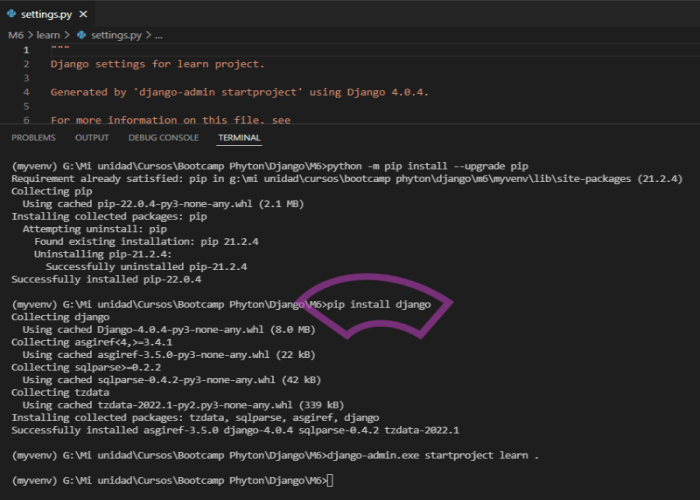 settings.py
M6 > learn > settings.py > ...
1 """
2 Django settings for learn project.
3
4 Generated by 'django-admin startproject' using Django 4.0.4.
5
6 For more information on this file, see
PROBLEMS OUTPUT DEBUG CONSOLE TERMINAL
(myvenv) G:\Mi unidad\Cursos\Bootcamp Phyton\Django\M6>python -m pip install --upgrade pip
Requirement already satisfied: pip in g:\mi unidad\cursos\bootcamp phyton\django\m6\myvenv\lib\site-packages (21.2.4)
Collecting pip
Using cached pip-22.0.4-py3-none-any.whl (2.1 MB)
Installing collected packages: pip
Attempting uninstall: pip
Found existing installation: pip 21.2.4
Uninstalling pip-21.2.4:
Successfully uninstalled pip-21.2.4
Successfully installed pip-22.0.4
(myvenv) G:\Mi unidad\Cursos\Bootcamp Phyton\Django\M6>pip install django
Collecting django
Using cached Django-4.0.4-py3-none-any.whl (8.0 MB)
Collecting asgiref<4,>=3.4.1
Using cached asgiref-3.5.0-py3-none-any.whl (22 kB)
Collecting sqlparse>=0.2.2
Using cached sqlparse-0.4.2-py3-none-any.whl (42 kB)
Collecting tzdata
Using cached tzdata-2022.1-py2.py3-none-any.whl (339 kB)
Installing collected packages: tzdata, sqlparse, asgiref, django
Successfully installed asgiref-3.5.0 django-4.0.4 sqlparse-0.4.2 tzdata-2022.1
(myvenv) G:\Mi unidad\Cursos\Bootcamp Phyton\Django\M6>django-admin.exe startproject learn .
(myvenv) G:\Mi unidad\Cursos\Bootcamp Phyton\Django\M6>